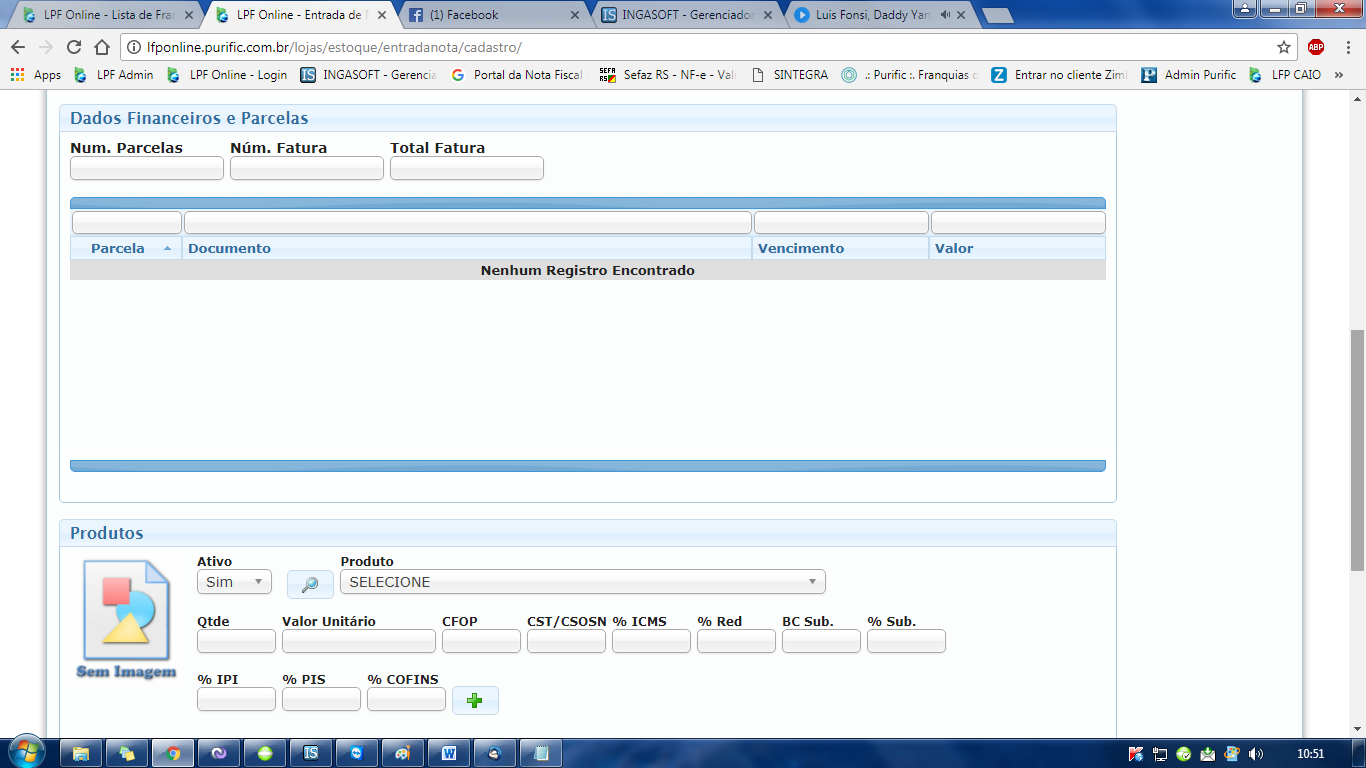 LPF Online - Lista de Fran
LPF Online - Entrada de N
(1) Facebook
INGASOFT - Gerenciador
Luis Fonsi, Daddy Yan
lfponline.purific.com.br/lojas/estoque/entradanota/cadastro/
ABP
Apps
LPF Admin
LPF Online - Login
IS INGASOFT - Gerencia
Portal da Nota Fiscal
Sefaz RS - NF-e - Vali
SINTEGRA
.: Purific :. Franquias
Entrar no cliente Zim
Admin Purific
LFP CAIO
»
Dados Financeiros e Parcelas
Num. Parcelas Núm. Fatura Total Fatura
Parcela Documento Vencimento Valor
Nenhum Registro Encontrado
Produtos
Ativo Produto
Sim SELECIONE
Qtde Valor Unitário CFOP CST/CSOSN % ICMS % Red BC Sub. % Sub.
Sem Imagem
% IPI % PIS % COFINS
10:51